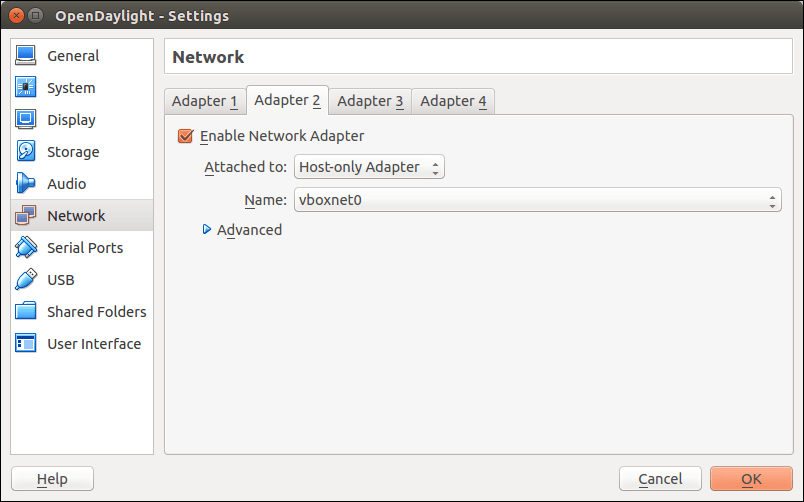 OpenDaylight - Settings
General
System
Display
Storage
Audio
Network
Serial Ports
USB
Shared Folders
User Interface
Network
Adapter 1 Adapter 2 Adapter 3 Adapter 4
Enable Network Adapter
Attached to: Host-only Adapter
Name: vboxnet0
Advanced
Help Cancel OK